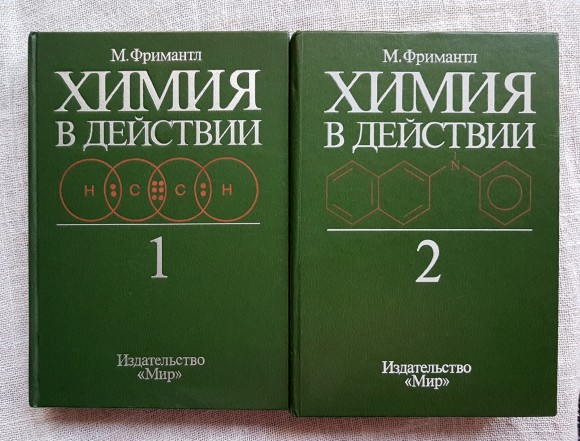 М. Фримантл
ХИМИЯ
В ДЕЙСТВИИ
H C C H
1
Издательство
«Мир»
М. Фримантл
ХИМИЯ
В ДЕЙСТВИИ
N
2
Издательство
«Мир»